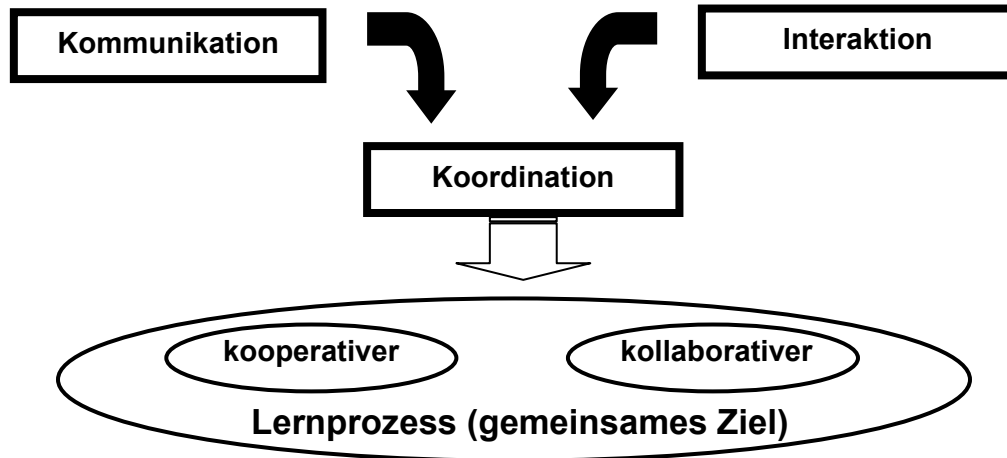 Kommunikation
Interaktion
Koordination
kooperativer
kollaborativer
Lernprozess (gemeinsames Ziel)